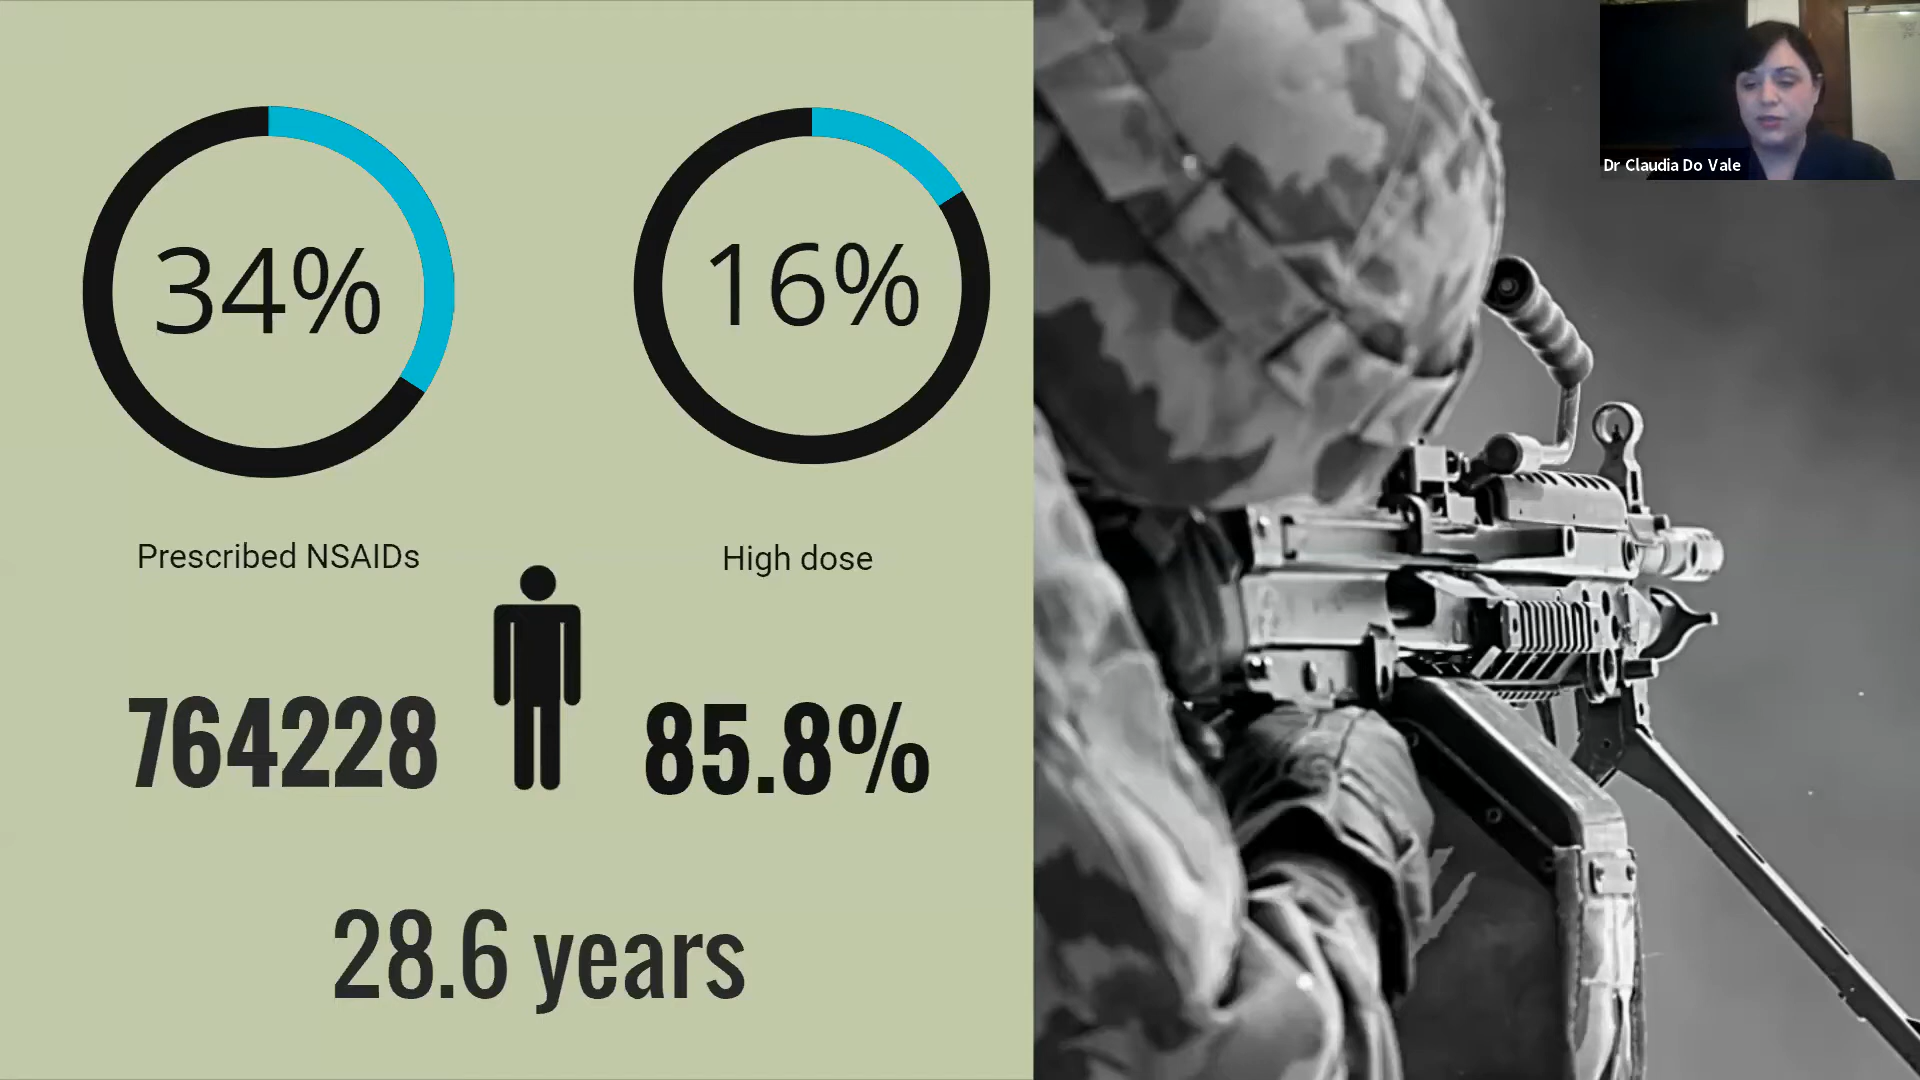 34%
16%
Prescribed NSAIDs
High dose
764228
85.8%
28.6 years
Dr Claudia Do Vale